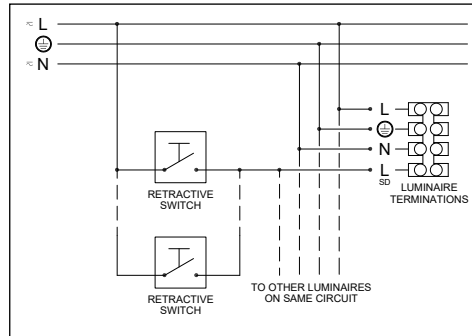 L
N
L
N
L
SD
LUMINAIRE
TERMINATIONS
RETRACTIVE
SWITCH
TO OTHER LUMINAIRES
ON SAME CIRCUIT
RETRACTIVE
SWITCH